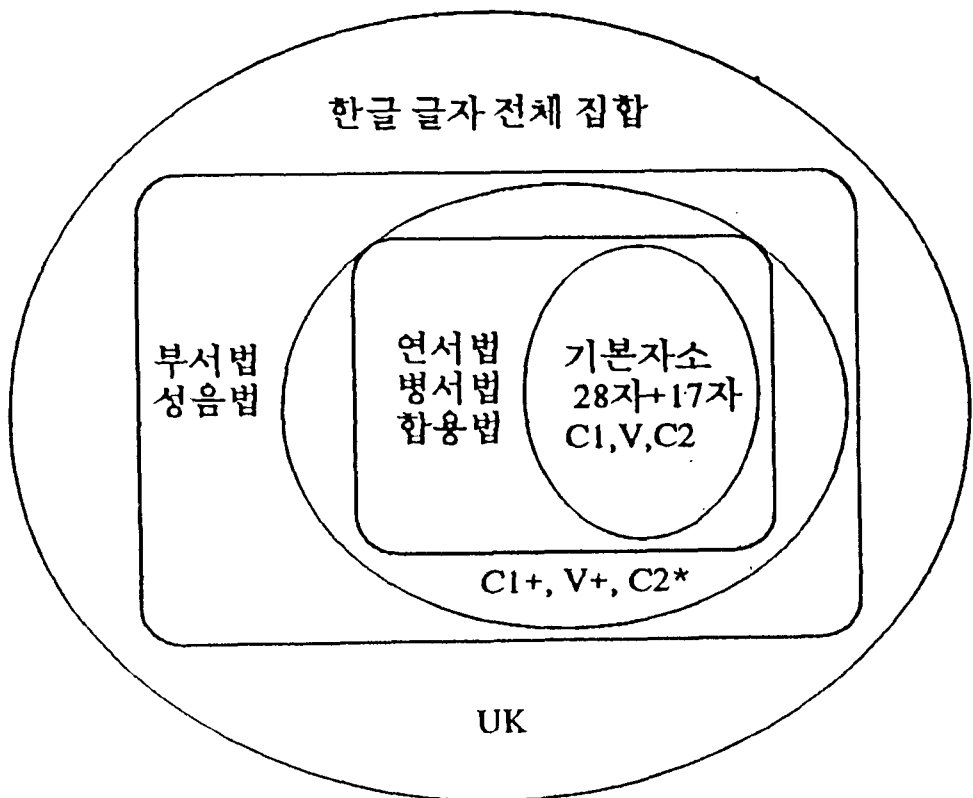 한글 글자 전체 집합
부서법
성음법
연서법
병서법
합용법
기본자소
28자+17자
C1,V,C2
C1+, V+, C2*
UK